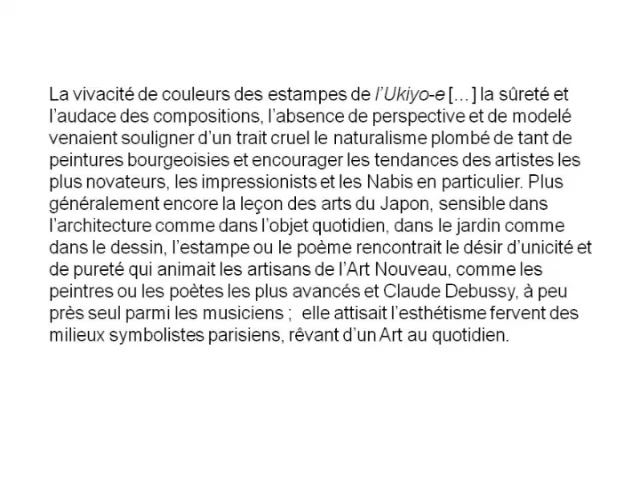 La vivacité de couleurs des estampes de l’Ukiyo-e […] la sûreté et
l’audace des compositions, l’absence de perspective et de modelé
venaient souligner d’un trait cruel le naturalisme plombé de tant de
peintures bourgeoisies et encourager les tendances des artistes les
plus novateurs, les impressionists et les Nabis en particulier. Plus
généralement encore la leçon des arts du Japon, sensible dans
l’architecture comme dans l’objet quotidien, dans le jardin comme
dans le dessin, l’estampe ou le poème rencontrait le désir d’unicité et
de pureté qui animait les artisans de l’Art Nouveau, comme les
peintres ou les poètes les plus avancés et Claude Debussy, à peu
près seul parmi les musiciens ;  elle attisait l’esthétisme fervent des
milieux symbolistes parisiens, rêvant d’un Art au quotidien.